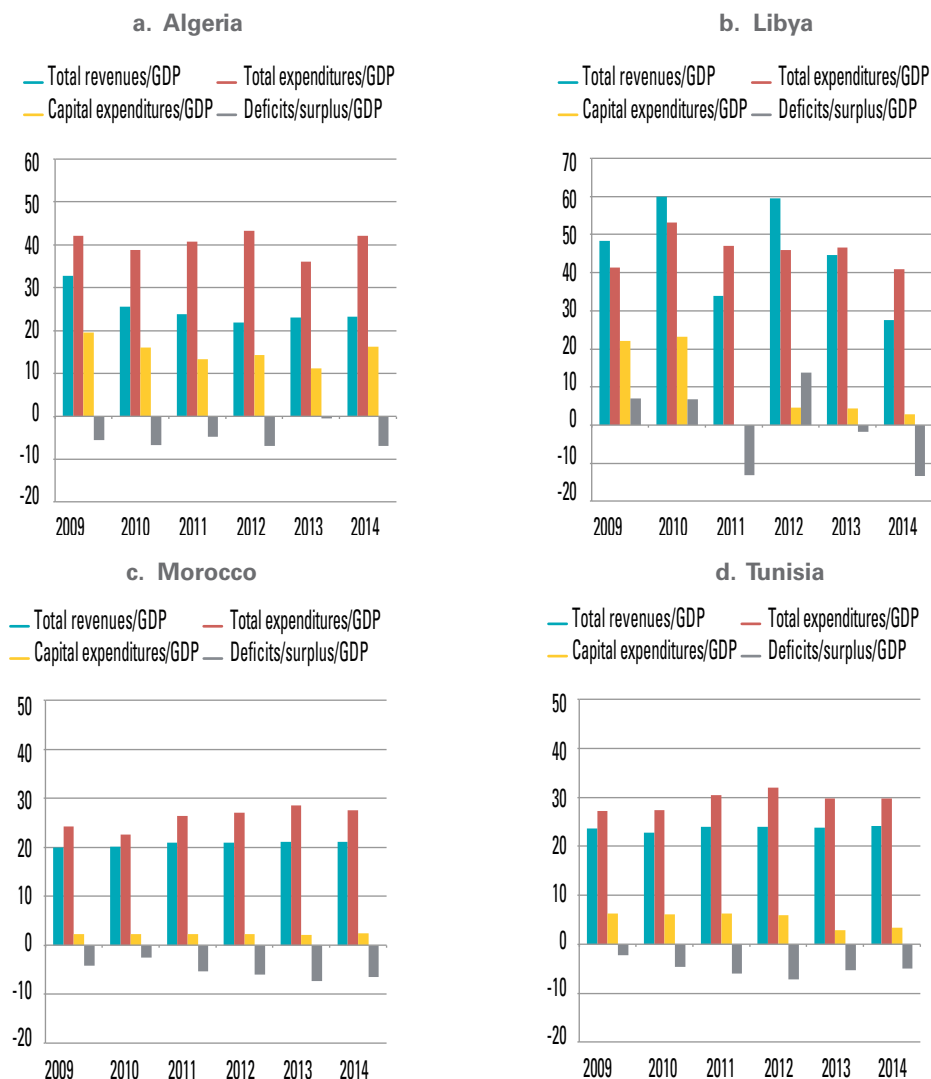 a. Algeria
Total revenues/GDP Total expenditures/GDP
Capital expenditures/GDP Deficits/surplus/GDP
60
50
40
30
20
10
0
-10
-20
2009 2010 2011 2012 2013 2014
b. Libya
Total revenues/GDP Total expenditures/GDP
Capital expenditures/GDP Deficits/surplus/GDP
70
60
50
40
30
20
10
0
-10
-20
2009 2010 2011 2012 2013 2014
c. Morocco
Total revenues/GDP Total expenditures/GDP
Capital expenditures/GDP Deficits/surplus/GDP
50
40
30
20
10
0
-10
-20
2009 2010 2011 2012 2013 2014
d. Tunisia
Total revenues/GDP Total expenditures/GDP
Capital expenditures/GDP Deficits/surplus/GDP
50
40
30
20
10
0
-10
-20
2009 2010 2011 2012 2013 2014